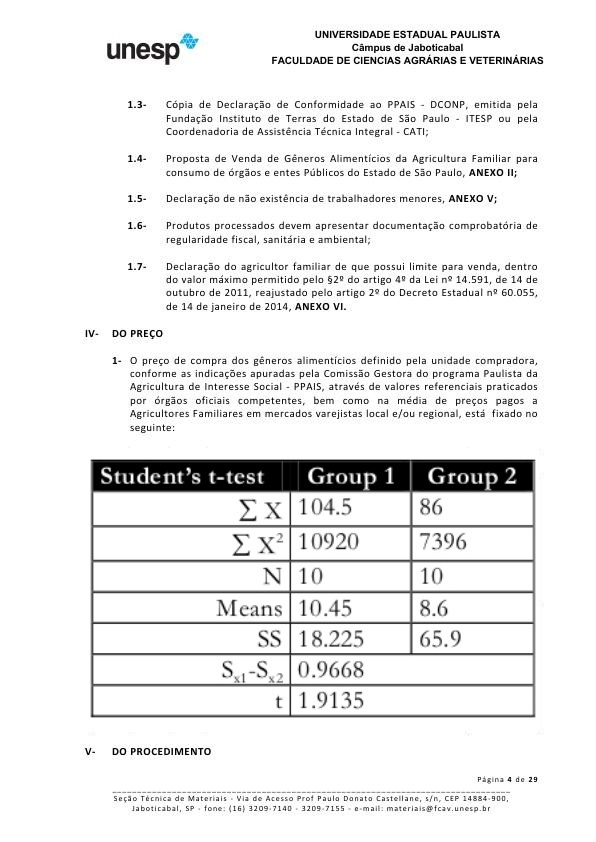 unesp
UNIVERSIDADE ESTADUAL PAULISTA
Câmpus de Jaboticabal
FACULDADE DE CIENCIAS AGRÁRIAS E VETERINÁRIAS
1.3- Cópia de Declaração de Conformidade ao PPAIS - DCONP, emitida pela
Fundação Instituto de Terras do Estado de São Paulo - ITESP ou pela
Coordenadoria de Assistência Técnica Integral - CATI;
1.4- Proposta de Venda de Gêneros Alimentícios da Agricultura Familiar para
consumo de órgãos e entes Públicos do Estado de São Paulo, ANEXO II;
1.5- Declaração de não existência de trabalhadores menores, ANEXO V;
1.6- Produtos processados devem apresentar documentação comprobatória de
regularidade fiscal, sanitária e ambiental;
1.7- Declaração do agricultor familiar de que possui limite para venda, dentro
do valor máximo permitido pelo §2º do artigo 4º da Lei nº 14.591, de 14 de
outubro de 2011, reajustado pelo artigo 2º do Decreto Estadual nº 60.055,
de 14 de janeiro de 2014, ANEXO VI.
IV- DO PREÇO
1- O preço de compra dos gêneros alimentícios definido pela unidade compradora,
conforme as indicações apuradas pela Comissão Gestora do programa Paulista da
Agricultura de Interesse Social - PPAIS, através de valores referenciais praticados
por órgãos oficiais competentes, bem como na média de preços pagos a
Agricultores Familiares em mercados varejistas local e/ou regional, está fixado no
seguinte:
Student's t-test Group 1 Group 2
∑ X 104.5 86
∑ X² 10920 7396
N 10 10
Means 10.45 8.6
SS 18.225 65.9
Sx1-Sx2 0.9668
t 1.9135
V- DO PROCEDIMENTO
Página 4 de 29
Seção Técnica de Materiais - Via de Acesso Prof Paulo Donato Castellane, s/n, CEP 14884-900,
Jaboticabal, SP - fone: (16) 3209-7140 - 3209-7155 - e-mail: materiais@fcav.unesp.br